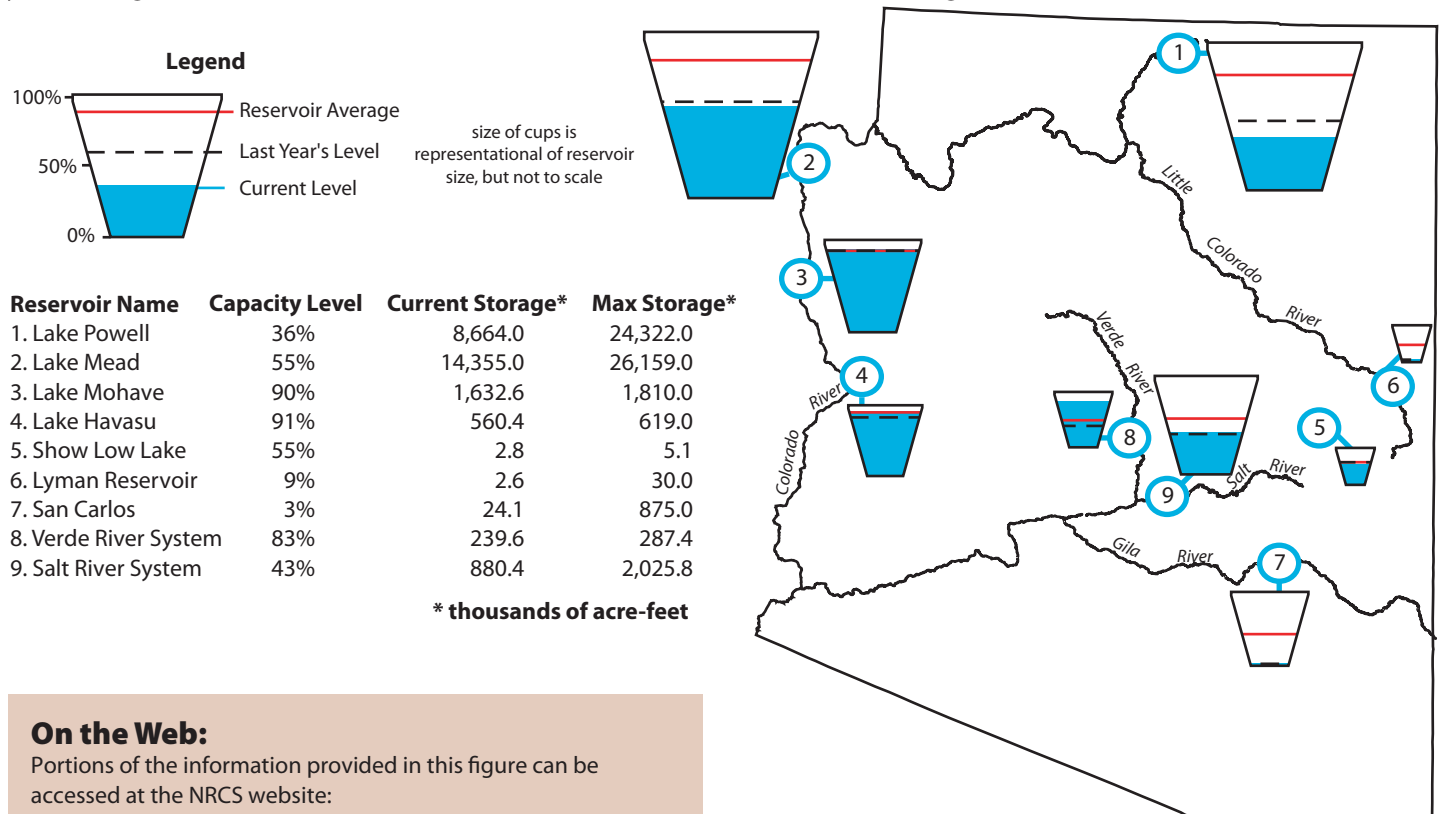 Legend
100%
50%
0%
Reservoir Average
Last Year's Level
Current Level
size of cups is
representational of reservoir
size, but not to scale
Reservoir Name Capacity Level Current Storage* Max Storage*
1. Lake Powell 36% 8,664.0 24,322.0
2. Lake Mead 55% 14,355.0 26,159.0
3. Lake Mohave 90% 1,632.6 1,810.0
4. Lake Havasu 91% 560.4 619.0
5. Show Low Lake 55% 2.8 5.1
6. Lyman Reservoir 9% 2.6 30.0
7. San Carlos 3% 24.1 875.0
8. Verde River System 83% 239.6 287.4
9. Salt River System 43% 880.4 2,025.8
* thousands of acre-feet
On the Web:
Portions of the information provided in this figure can be
accessed at the NRCS website:
1
2
3
4
5
6
7
8
9
Little
Colorado
River
Verde
River
Salt River
Gila River
Colorado
River